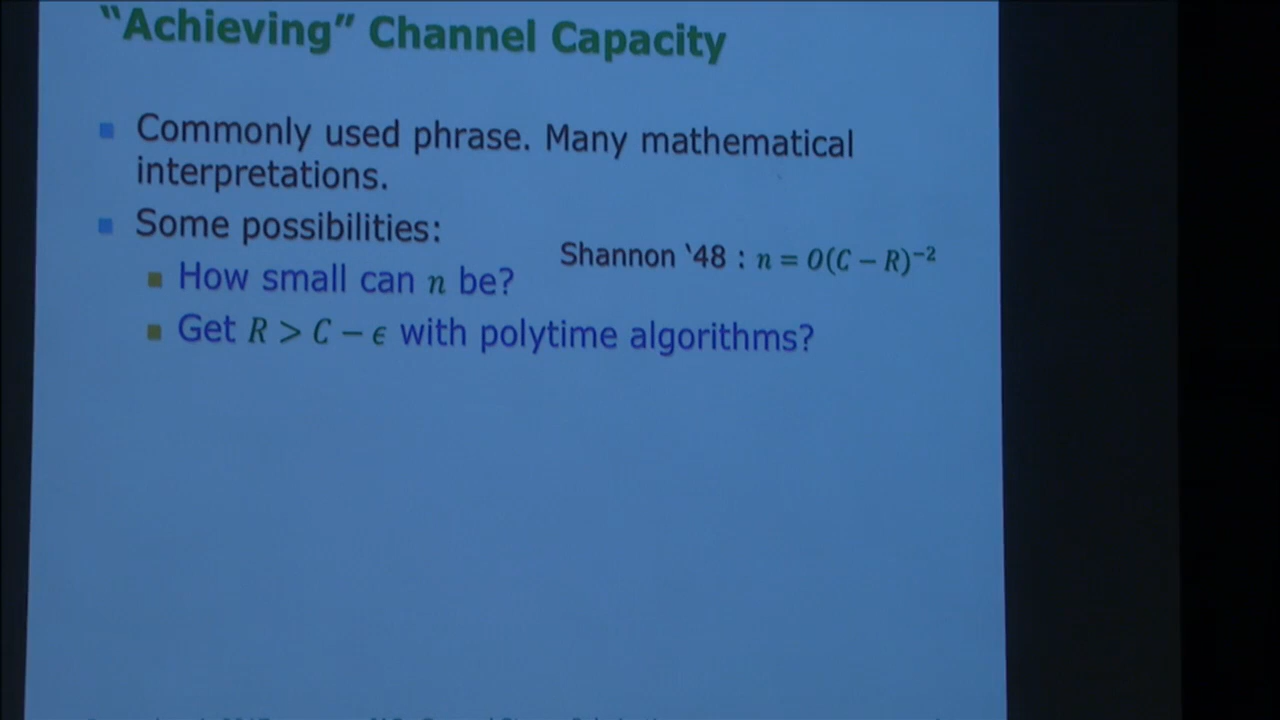 “Achieving” Channel Capacity
Commonly used phrase. Many mathematical
interpretations.
Some possibilities:
Shannon ‘48 : n = O(C − R)⁻²
How small can n be?
Get R > C − ϵ with polytime algorithms?